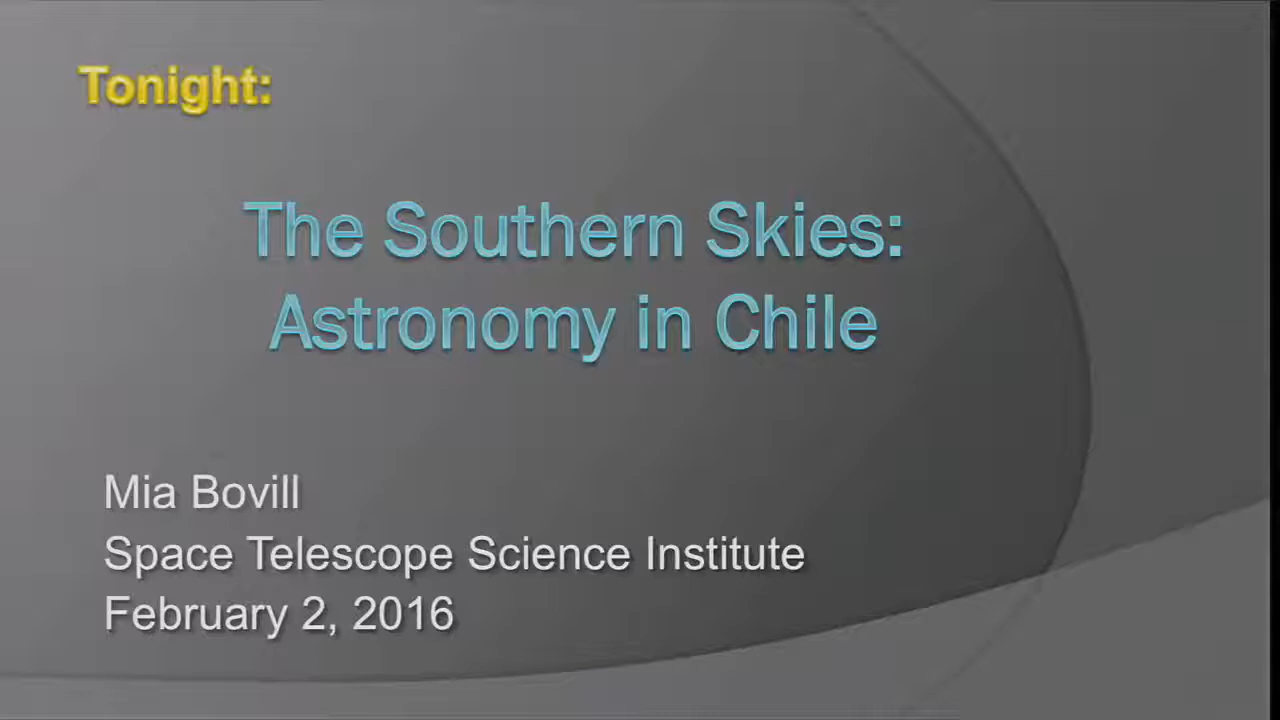 Tonight:
The Southern Skies:
Astronomy in Chile
Mia Bovill
Space Telescope Science Institute
February 2, 2016